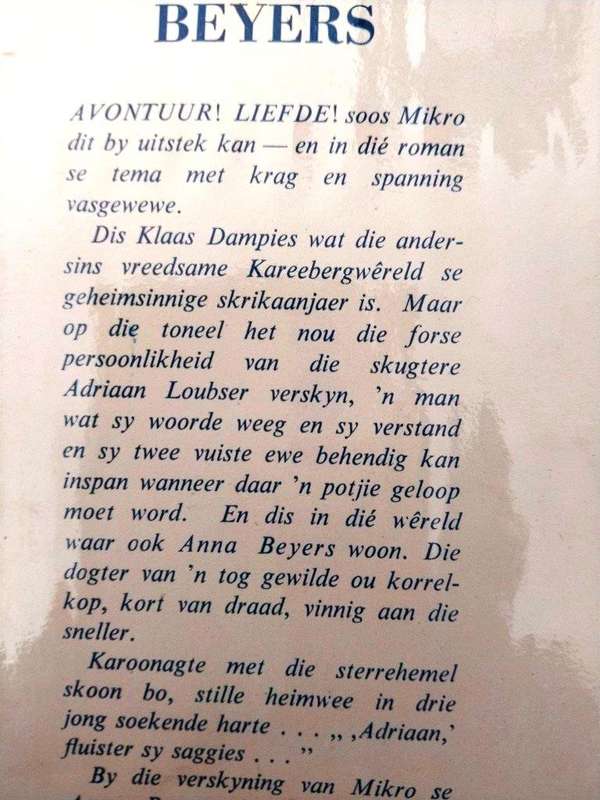 BEYERS
AVONTUUR! LIEFDE! soos Mikro
dit by uitstek kan — en in dié roman
se tema met krag en spanning
vasgewewe.
Dis Klaas Dampies wat die ander-
sins vreedsame Kareebergwêreld se
geheimsinnige skrikaanjaer is. Maar
op die toneel het nou die forse
persoonlikheid van die skugtere
Adriaan Loubser verskyn, 'n man
wat sy woorde weeg en sy verstand
en sy twee vuiste ewe behendig kan
inspan wanneer daar 'n potjie geloop
moet word. En dis in dié wêreld
waar ook Anna Beyers woon. Die
dogter van 'n tog gewilde ou korrel-
kop, kort van draad, vinnig aan die
sneller.
Karoonagte met die sterrehemel
skoon bo, stille heimwee in drie
jong soekende harte . . . „ ‚Adriaan,’
fluister sy saggies . . .”
By die verskyning van Mikro se